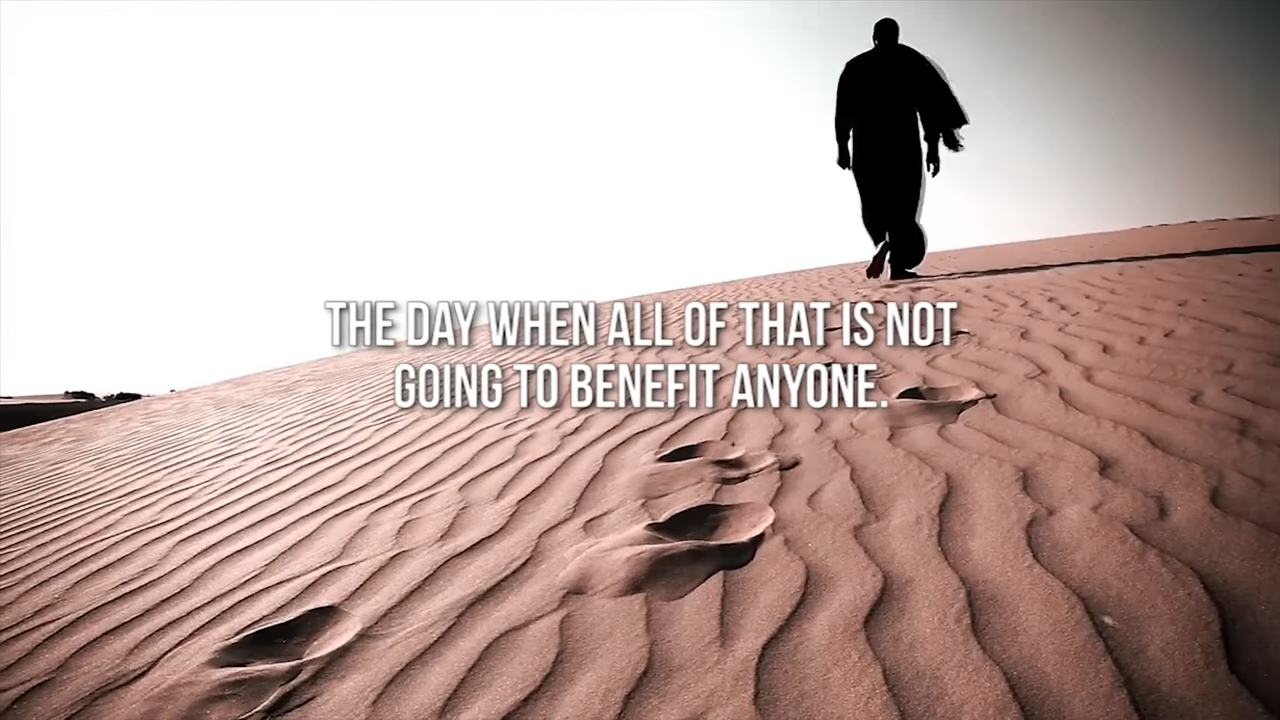 THE DAY WHEN ALL OF THAT IS NOT
GOING TO BENEFIT ANYONE.